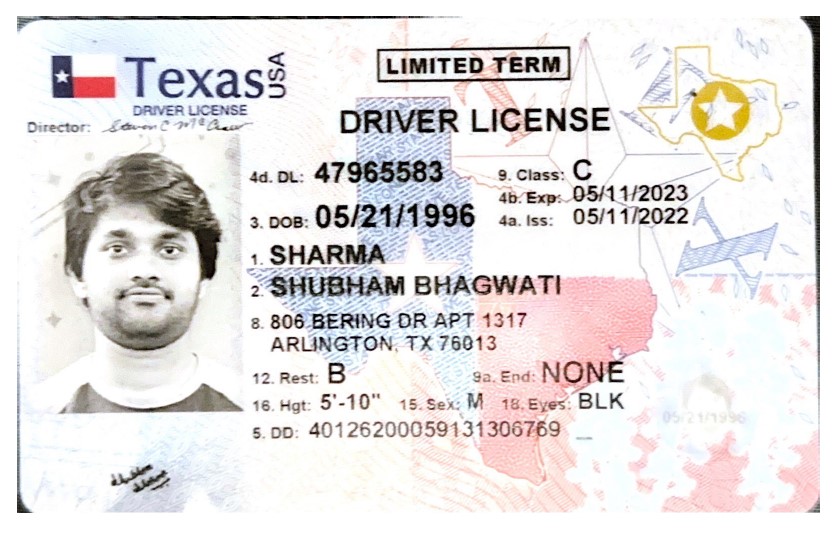 Texas USA
DRIVER LICENSE
Director: Steven C McCraw
LIMITED TERM
DRIVER LICENSE
4d. DL: 47965583
9. Class: C
4b. Exp: 05/11/2023
3. DOB: 05/21/1996
4a. Iss: 05/11/2022
1. SHARMA
2. SHUBHAM BHAGWATI
8. 806 BERING DR APT 1317
ARLINGTON, TX 76013
12. Rest: B
9a. End: NONE
16. Hgt: 5'-10" 15. Sex: M 18. Eyes: BLK
5. DD: 40126200059131306769
05/21/1996